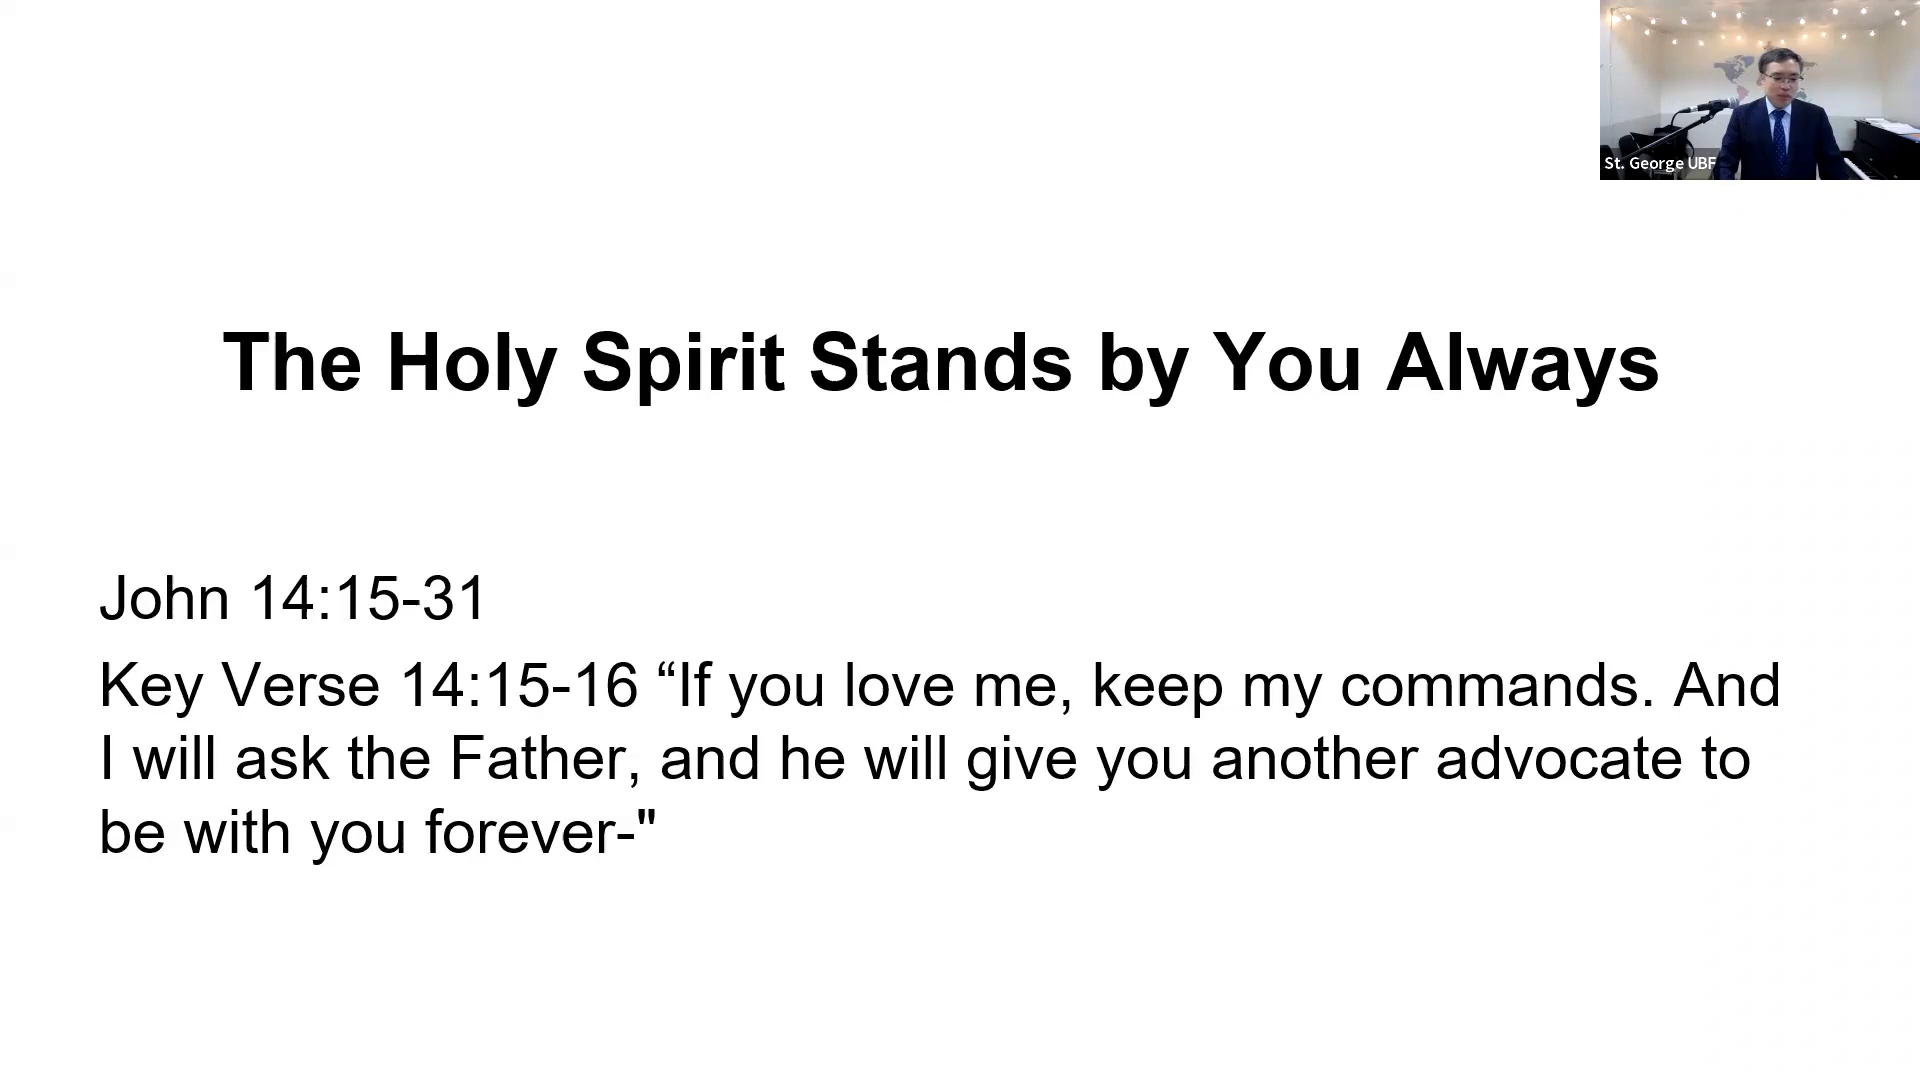 St. George UBF
The Holy Spirit Stands by You Always
John 14:15-31
Key Verse 14:15-16 “If you love me, keep my commands. And
I will ask the Father, and he will give you another advocate to
be with you forever-"